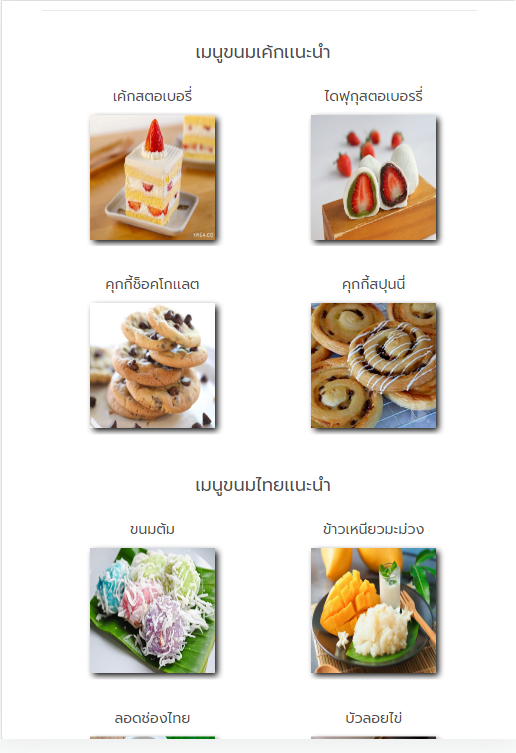 เมนูขนมเค้กแนะนำ
เค้กสตอเบอรี่
ไดฟุกุสตอเบอรรี่
YREA.CO
คุกกี้ช็อคโกแลต
คุกกี้สปุนนี่
เมนูขนมไทยแนะนำ
ขนมต้ม
ข้าวเหนียวมะม่วง
ลอดช่องไทย
บัวลอยไข่